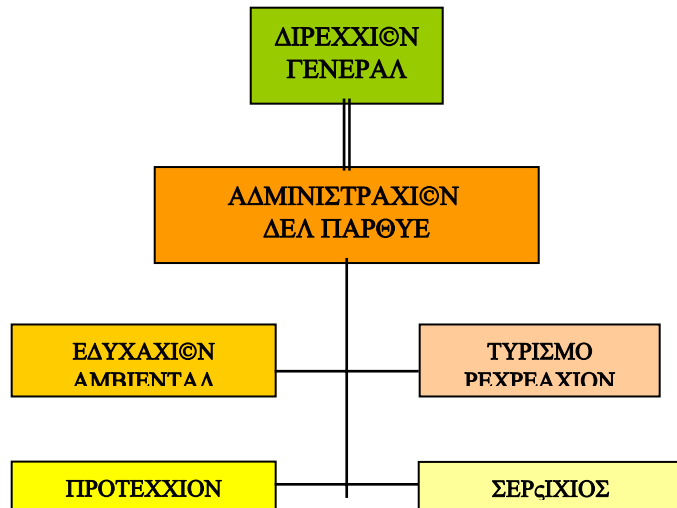 ΔΙΡΕΧΧΙ©Ν
ΓΕΝΕΡΑΛ
ΑΔΜΙΝΙΣΤΡΑΧΙ©Ν
ΔΕΛ ΠΑΡΘΥΕ
ΕΔΥΧΑΧΙ©Ν
ΑΜΒΙΕΝΤΑΛ
ΤΥΡΙΣΜΟ
ΡΕΧΡΕΑΧΙΟΝ
ΠΡΟΤΕΧΧΙΟΝ
ΣΕΡςΙΧΙΟΣ